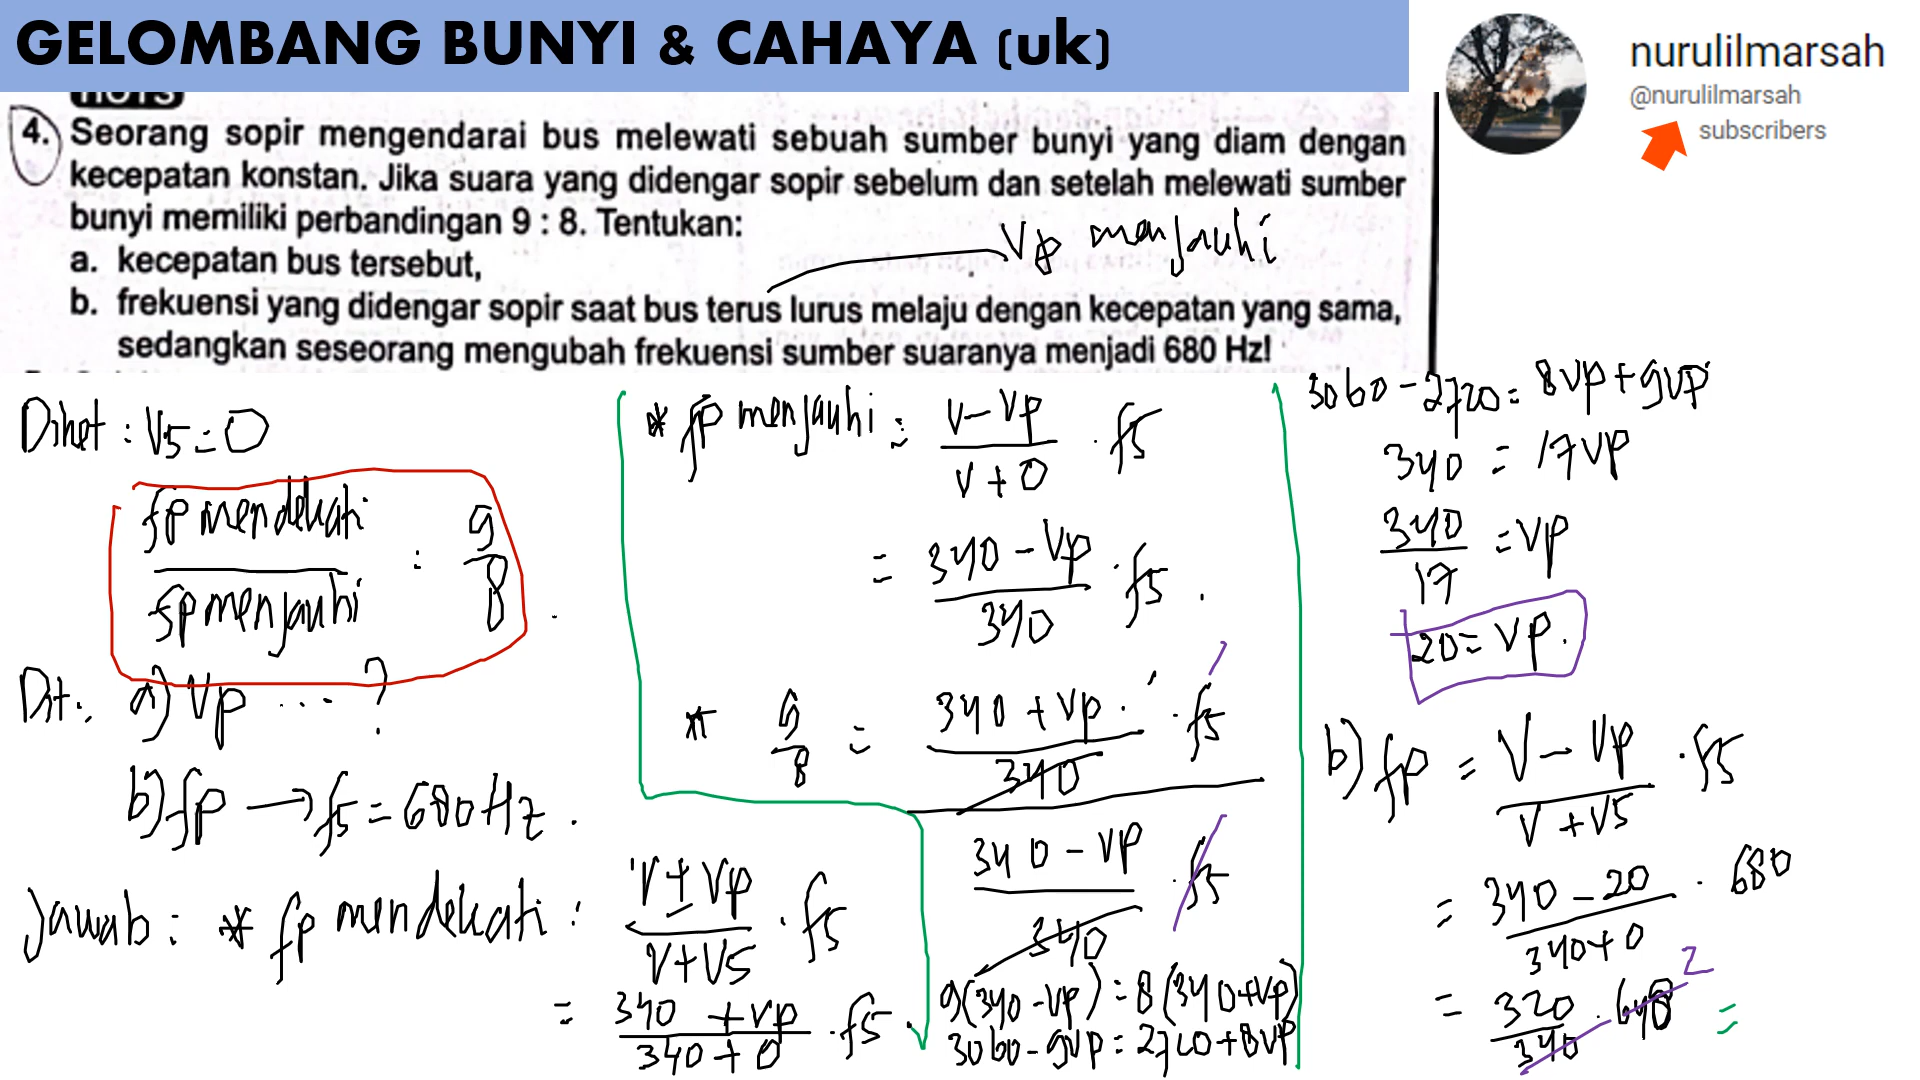 GELOMBANG BUNYI & CAHAYA (uk)
nurulilmarsah
@nurulilmarsah
subscribers
HOTS
4. Seorang sopir mengendarai bus melewati sebuah sumber bunyi yang diam dengan
kecepatan konstan. Jika suara yang didengar sopir sebelum dan setelah melewati sumber
bunyi memiliki perbandingan 9 : 8. Tentukan:
a. kecepatan bus tersebut,
b. frekuensi yang didengar sopir saat bus terus lurus melaju dengan kecepatan yang sama,
sedangkan seseorang mengubah frekuensi sumber suaranya menjadi 680 Hz!
Vp menjauhi
Diket : Vs = 0
fp mendekati
fp menjauhi
= 9/8
Dit : a) Vp ... ?
b) fp → fs = 680 Hz.
Jawab : * fp mendekati : V + Vp / V + Vs . fs
= 340 + Vp / 340 + 0 . fs.
* fp menjauhi = V - Vp / V + 0 . fs
= 340 - Vp / 340 . fs.
* 9/8 = 340 + Vp / 340 . fs
340 - Vp / 340 . fs
9(340 - Vp) = 8(340 + Vp)
3060 - 9Vp = 2720 + 8Vp
3060 - 2720 = 8Vp + 9Vp
340 = 17Vp
340/17 = Vp
20 = Vp.
b) fp = V - Vp / V + Vs . fs
= 340 - 20 / 340 + 0 . 680
= 320 / 340 . 680 2 =